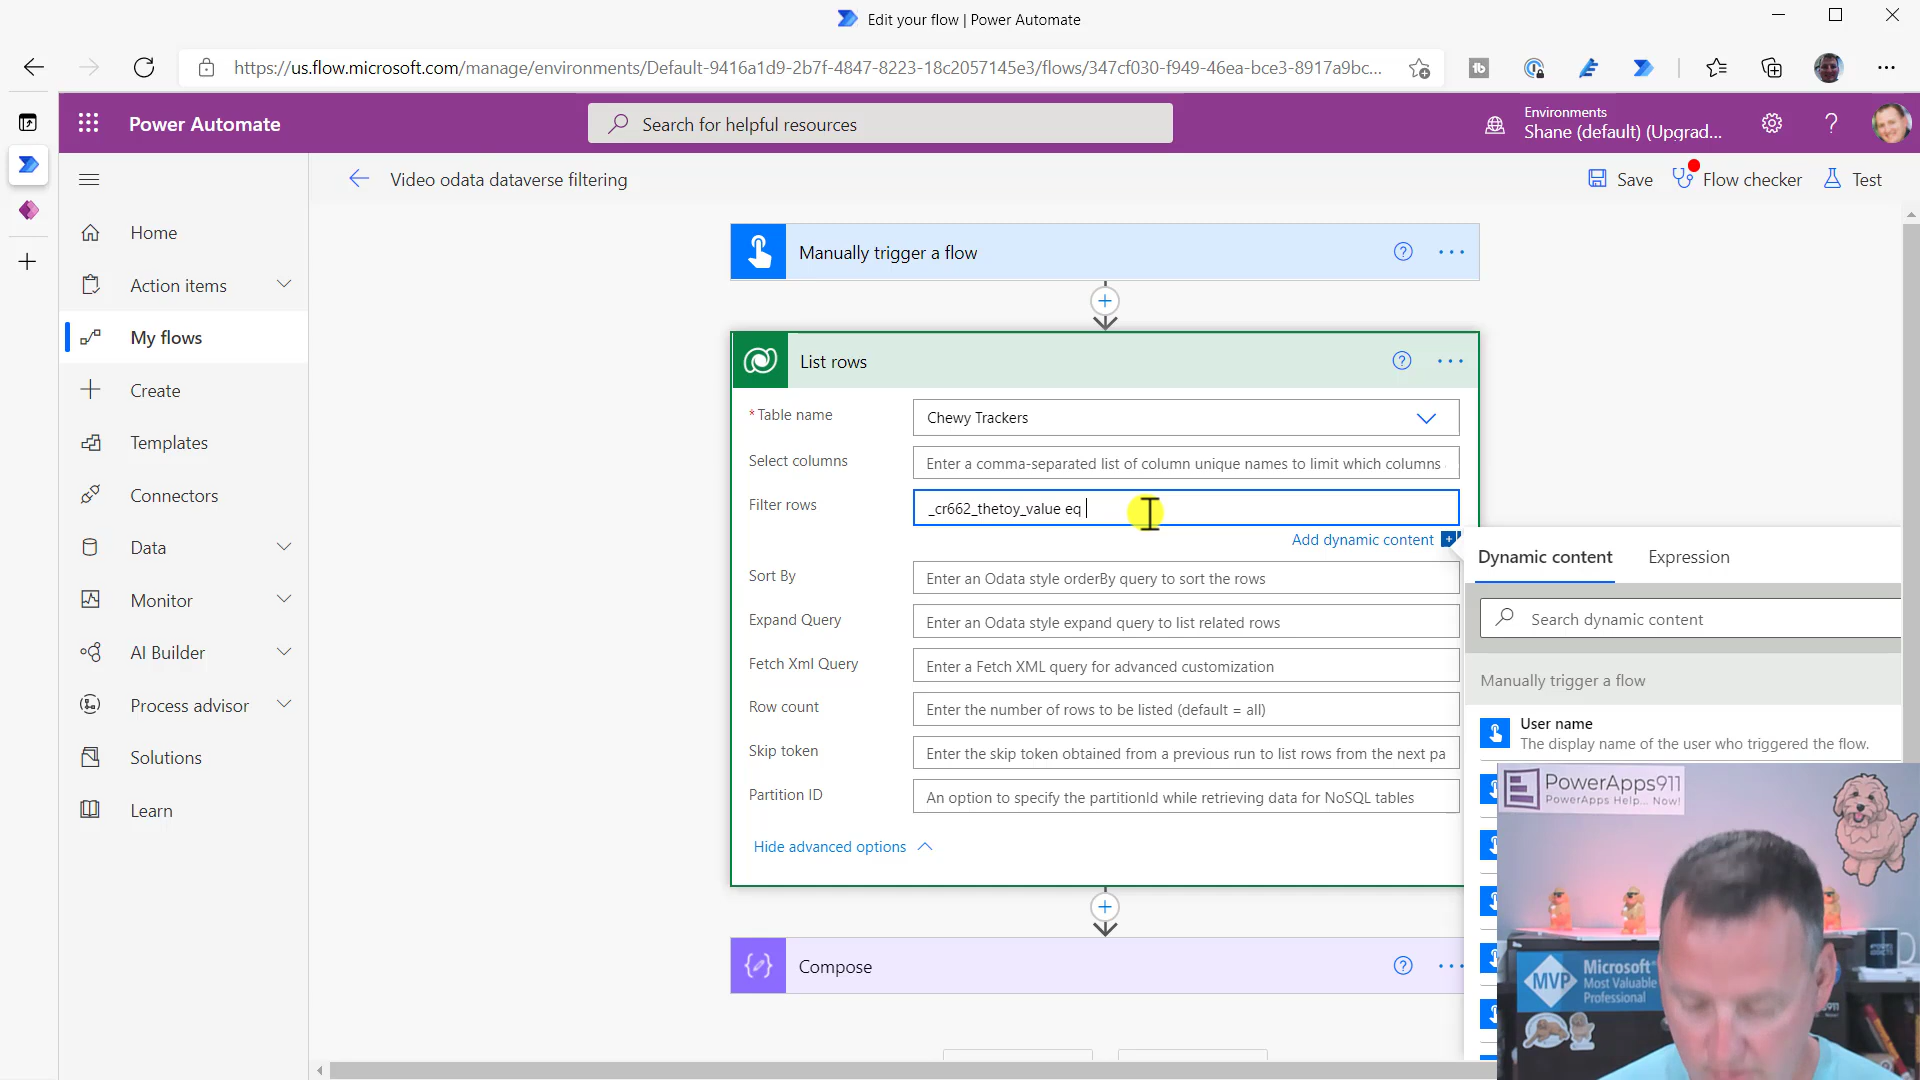 Edit your flow | Power Automate
https://us.flow.microsoft.com/manage/environments/Default-9416a1d9-2b7f-4847-8223-18c2057145e3/flows/347cf030-f949-46ea-bce3-8917a9bc...
Power Automate
Search for helpful resources
Environments
Shane (default) (Upgrad...
Video odata dataverse filtering
Save
Flow checker
Test
Home
Action items
My flows
Create
Templates
Connectors
Data
Monitor
AI Builder
Process advisor
Solutions
Learn
Manually trigger a flow
List rows
* Table name
Chewy Trackers
Select columns
Enter a comma-separated list of column unique names to limit which columns
Filter rows
_cr662_thetoy_value eq
Add dynamic content
Sort By
Enter an Odata style orderBy query to sort the rows
Expand Query
Enter an Odata style expand query to list related rows
Fetch Xml Query
Enter a Fetch XML query for advanced customization
Row count
Enter the number of rows to be listed (default = all)
Skip token
Enter the skip token obtained from a previous run to list rows from the next pa
Partition ID
An option to specify the partitionId while retrieving data for NoSQL tables
Hide advanced options
Compose
Dynamic content
Expression
Search dynamic content
Manually trigger a flow
User name
The display name of the user who triggered the flow.
PowerApps911
PowerApps Help... Now!
MVP
Microsoft
Most Valuable
Professional